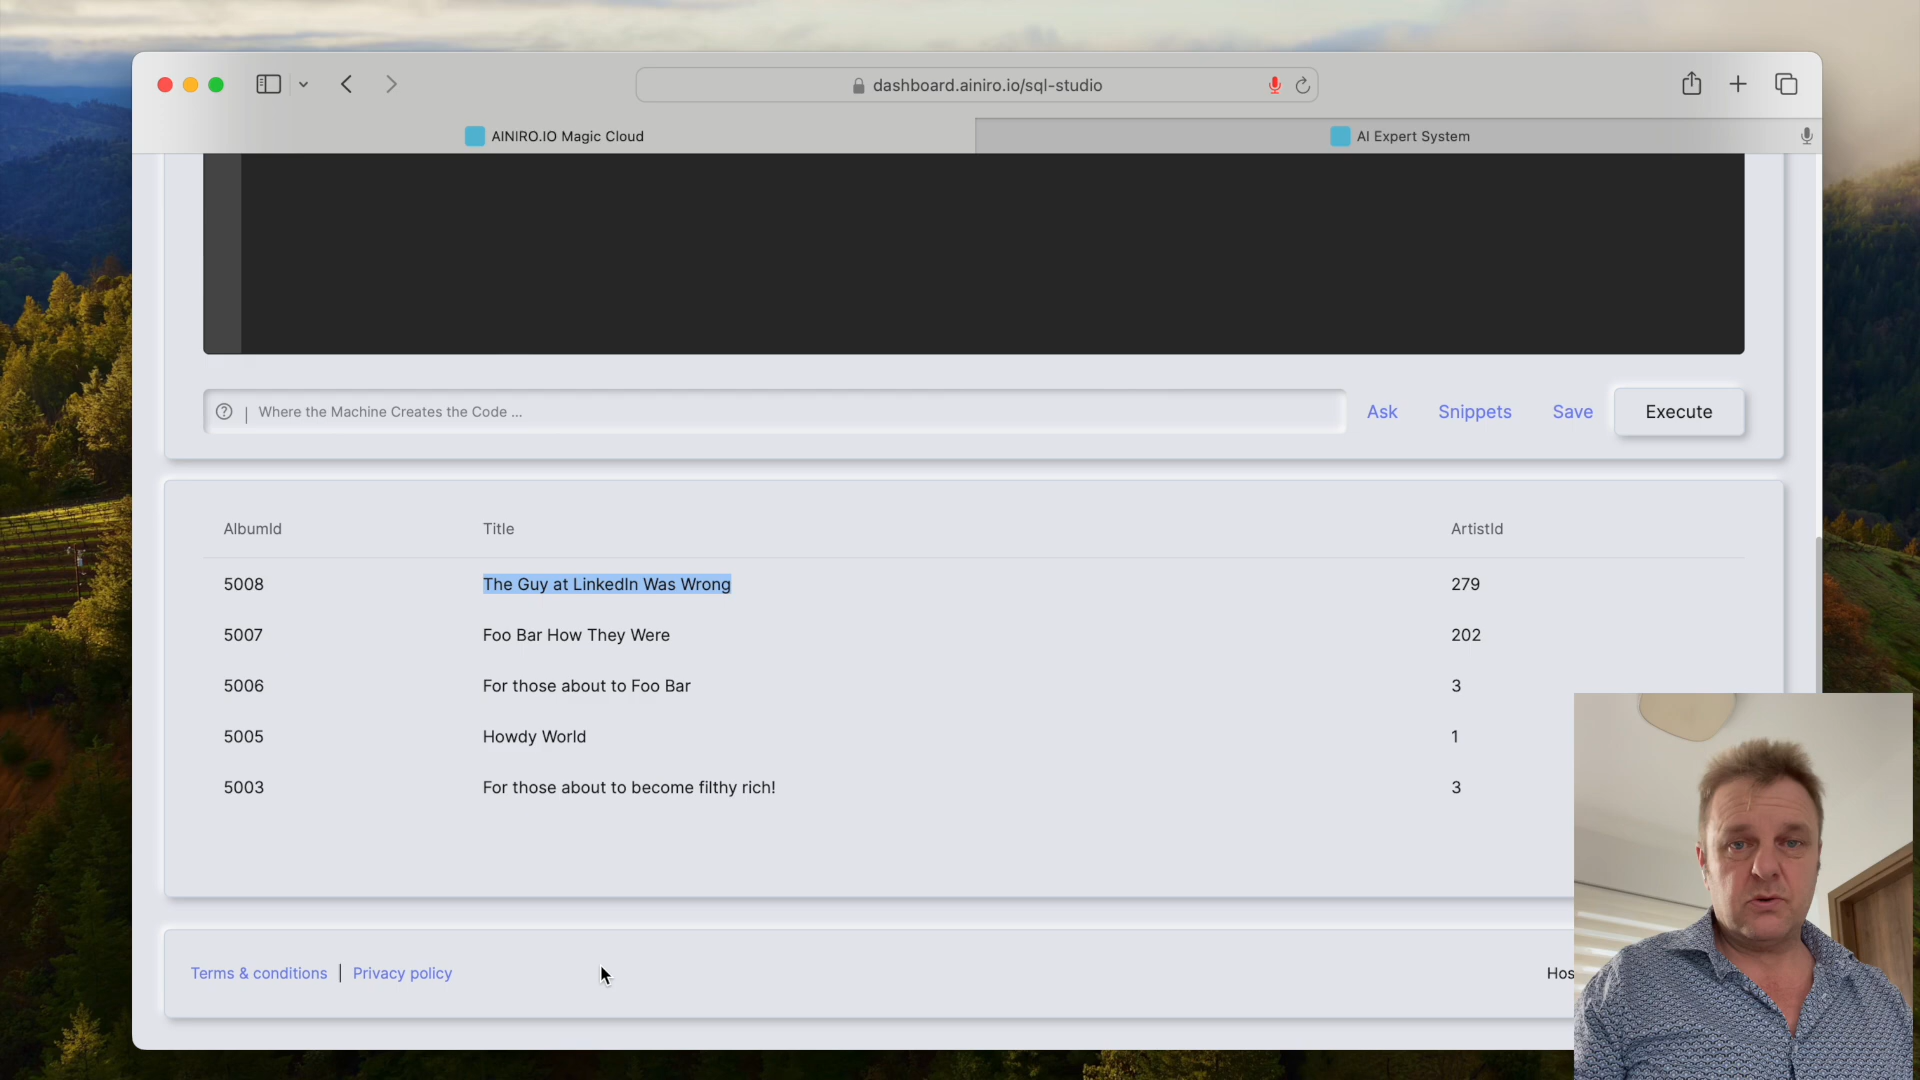 dashboard.ainiro.io/sql-studio
AINIRO.IO Magic Cloud
AI Expert System
Where the Machine Creates the Code ...
Ask
Snippets
Save
Execute
AlbumId Title ArtistId
5008 The Guy at LinkedIn Was Wrong 279
5007 Foo Bar How They Were 202
5006 For those about to Foo Bar 3
5005 Howdy World 1
5003 For those about to become filthy rich! 3
Terms & conditions | Privacy policy
Hos